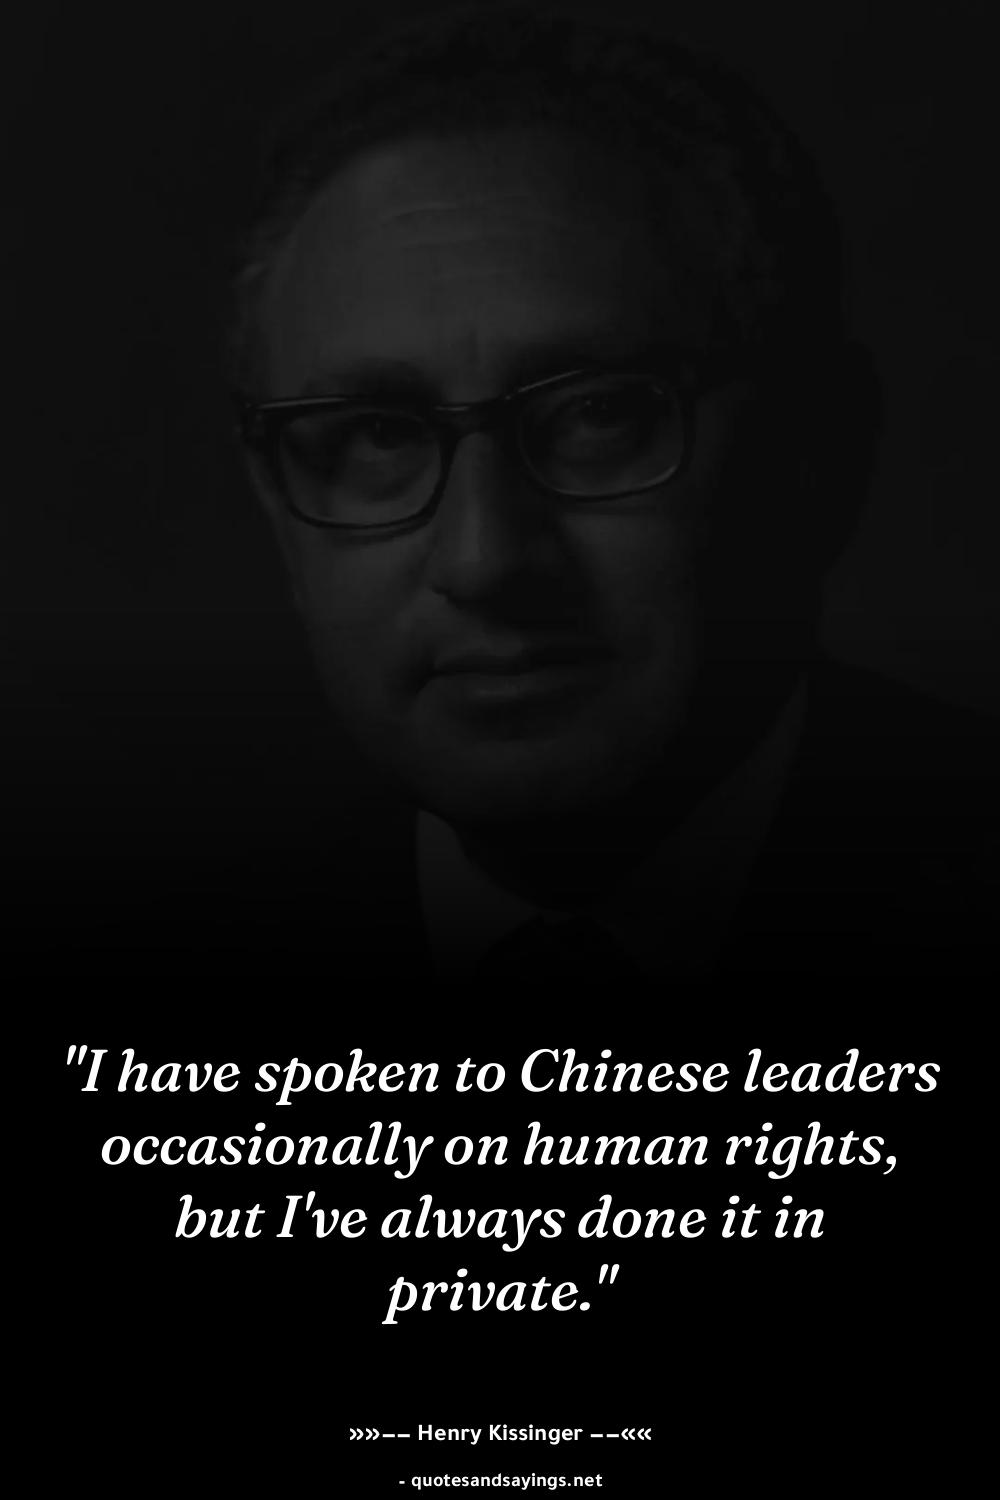 "I have spoken to Chinese leaders
occasionally on human rights,
but I've always done it in
private."
»»–– Henry Kissinger ––««
- quotesandsayings.net